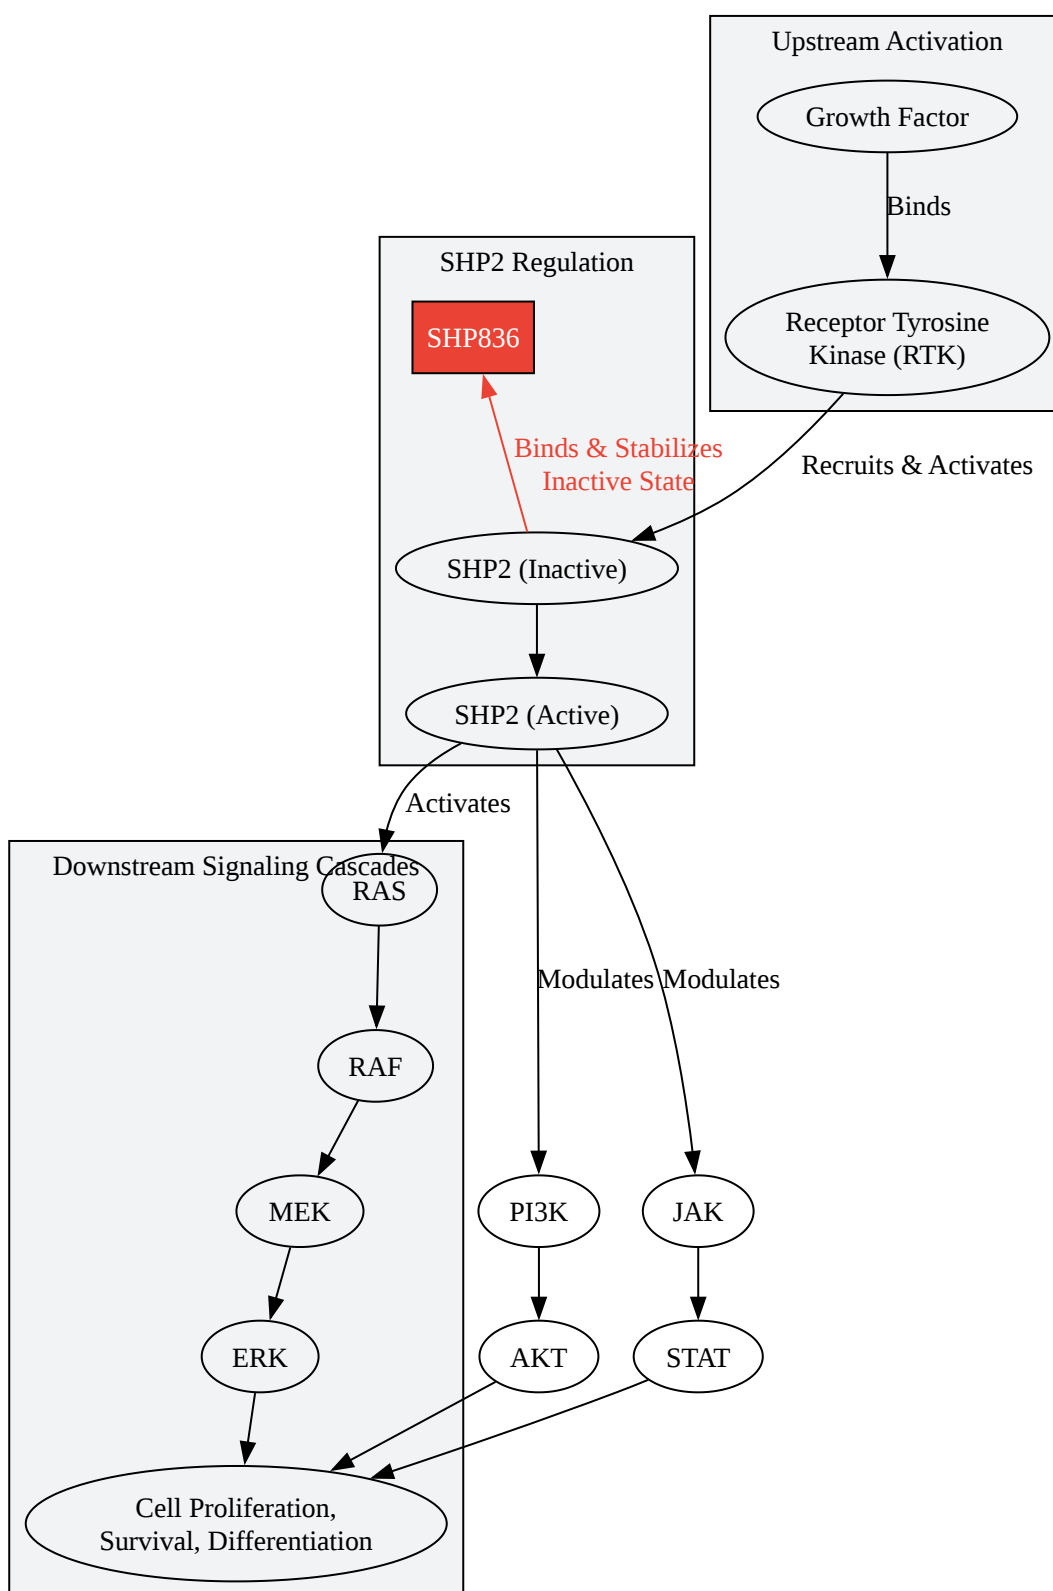 Upstream Activation
Growth Factor
Binds
SHP2 Regulation
SHP836
Receptor Tyrosine
Kinase (RTK)
Binds & Stabilizes
Inactive State
Recruits & Activates
SHP2 (Inactive)
SHP2 (Active)
Activates
Downstream Signaling Cascades
RAS
Modulates
Modulates
RAF
MEK
PI3K
JAK
ERK
AKT
STAT
Cell Proliferation,
Survival, Differentiation